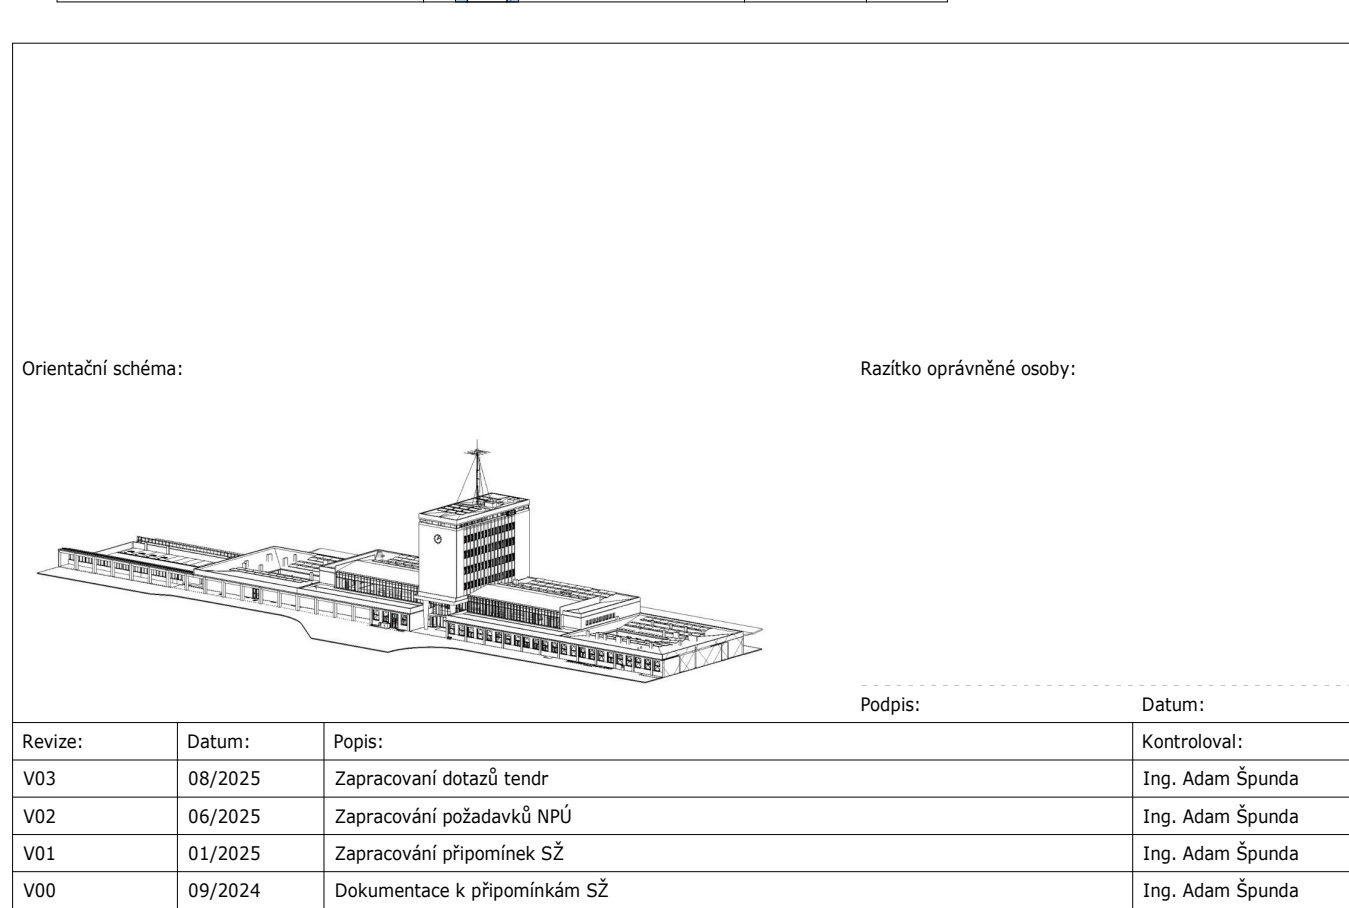 Orientační schéma:
Razítko oprávněné osoby:
Podpis: Datum:
Revize: Datum: Popis: Kontroloval:
V03 08/2025 Zapracovaní dotazů tendr Ing. Adam Špunda
V02 06/2025 Zapracování požadavků NPÚ Ing. Adam Špunda
V01 01/2025 Zapracování připomínek SŽ Ing. Adam Špunda
V00 09/2024 Dokumentace k připomínkám SŽ Ing. Adam Špunda